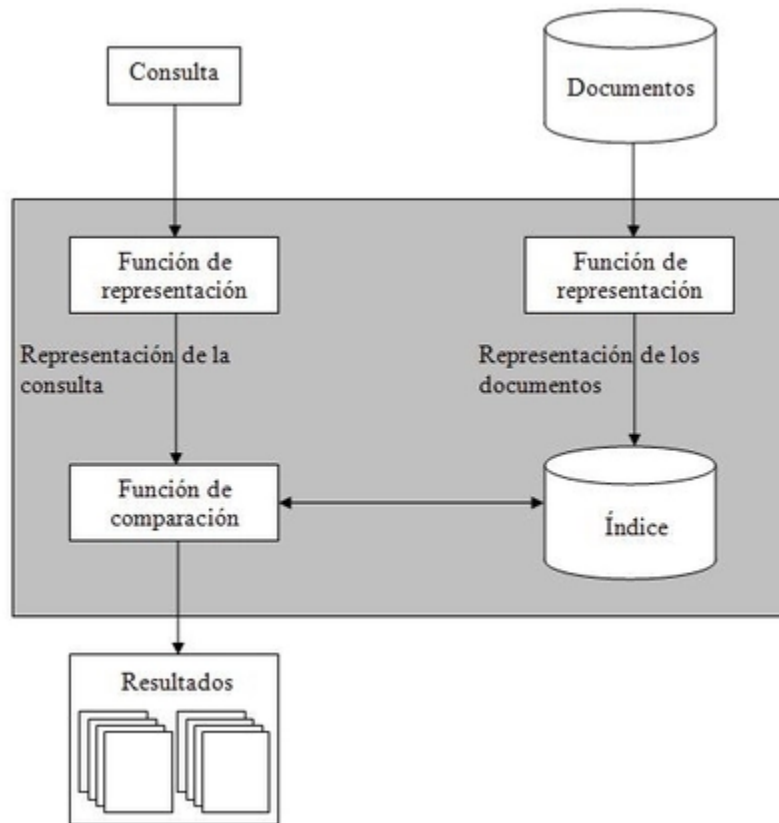 Consulta
Documentos
Función de
representación
Función de
representación
Representación de la
consulta
Representación de los
documentos
Función de
comparación
Índice
Resultados